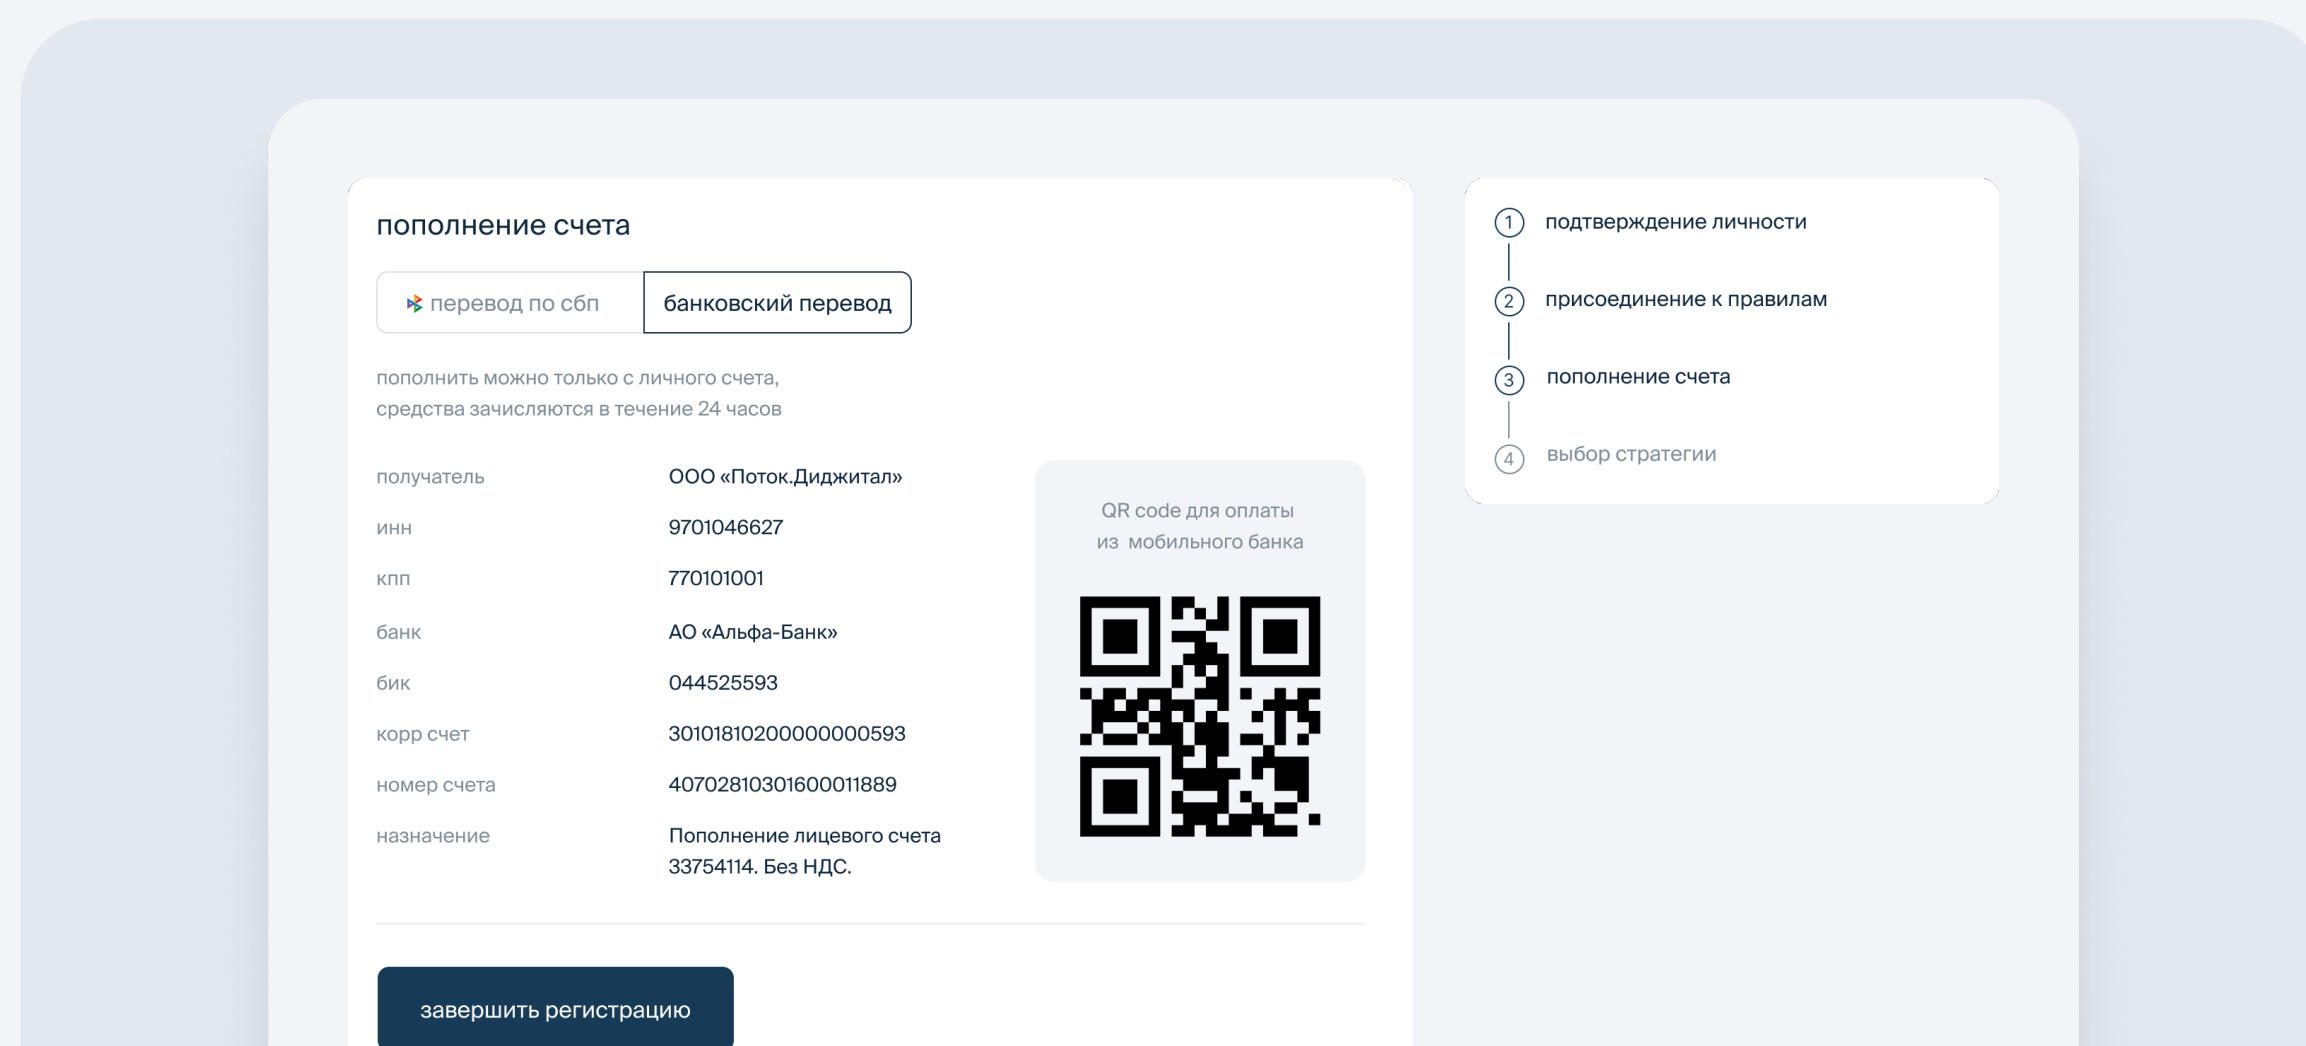 пополнение счета
перевод по сбп
банковский перевод
пополнить можно только с личного счета,
средства зачисляются в течение 24 часов
получатель ООО «Поток.Диджитал»
инн 9701046627
кпп 770101001
банк АО «Альфа-Банк»
бик 044525593
корр счет 30101810200000000593
номер счета 40702810301600011889
назначение Пополнение лицевого счета
33754114. Без НДС.
QR code для оплаты
из мобильного банка
завершить регистрацию
1 подтверждение личности
2 присоединение к правилам
3 пополнение счета
4 выбор стратегии